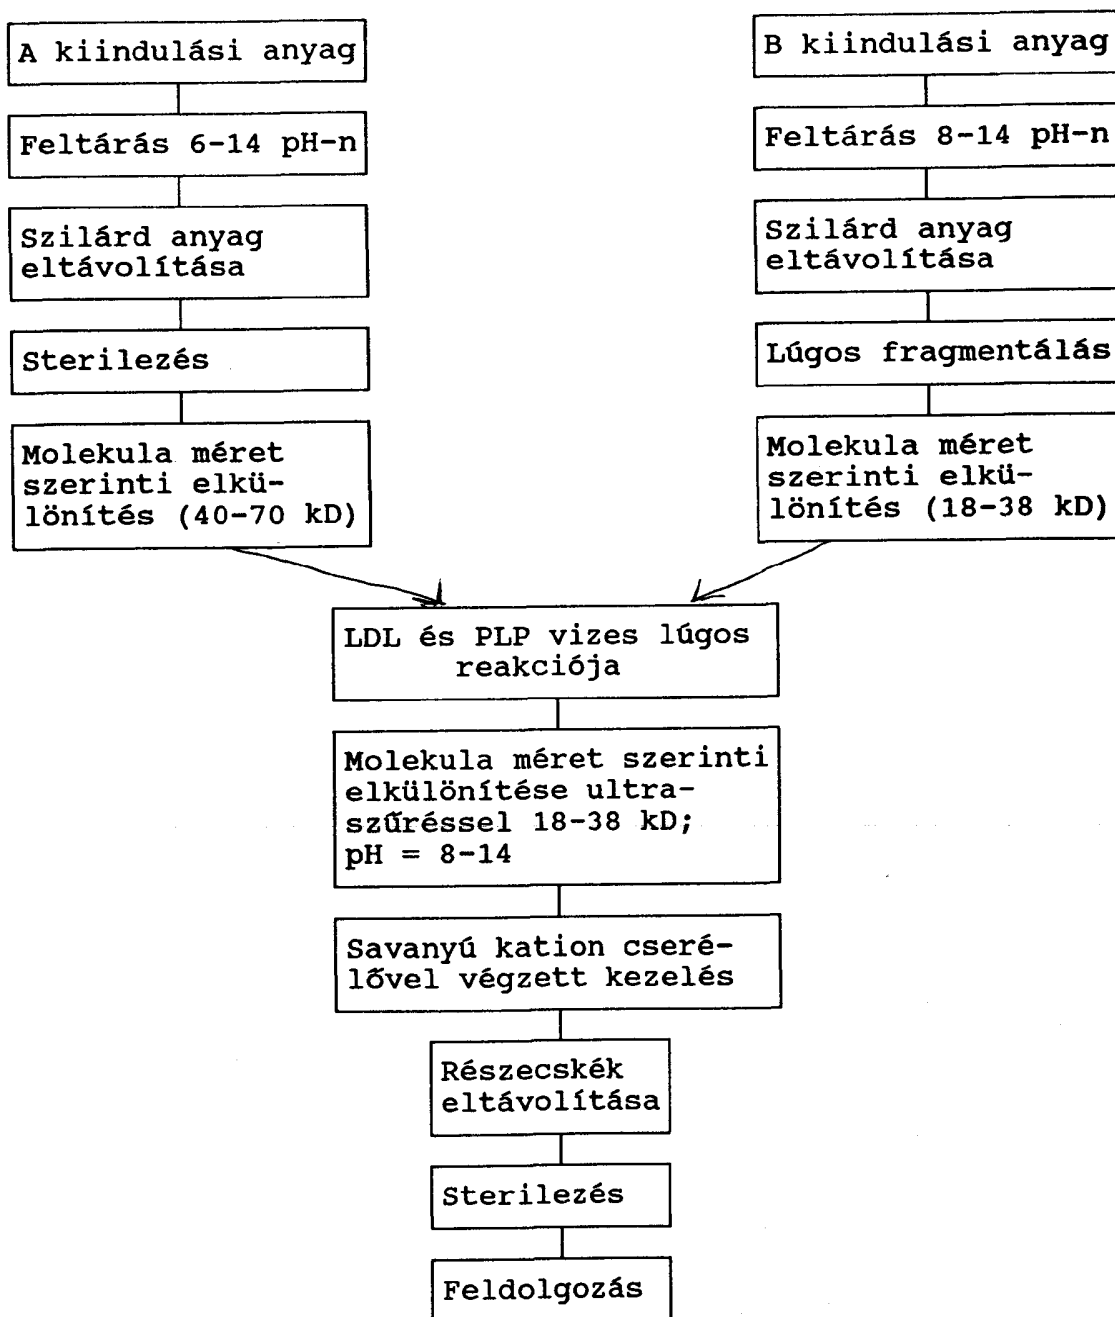 A kiindulási anyag
Feltárás 6-14 pH-n
Szilárd anyag
eltávolítása
Sterilezés
Molekula méret
szerinti elkü-
lönítés (40-70 kD)
B kiindulási anyag
Feltárás 8-14 pH-n
Szilárd anyag
eltávolítása
Lúgos fragmentálás
Molekula méret
szerinti elkü-
lönítés (18-38 kD)
LDL és PLP vizes lúgos
reakciója
Molekula méret szerinti
elkülönítése ultra-
szűréssel 18-38 kD;
pH = 8-14
Savanyú kation cseré-
lővel végzett kezelés
Részecskék
eltávolítása
Sterilezés
Feldolgozás